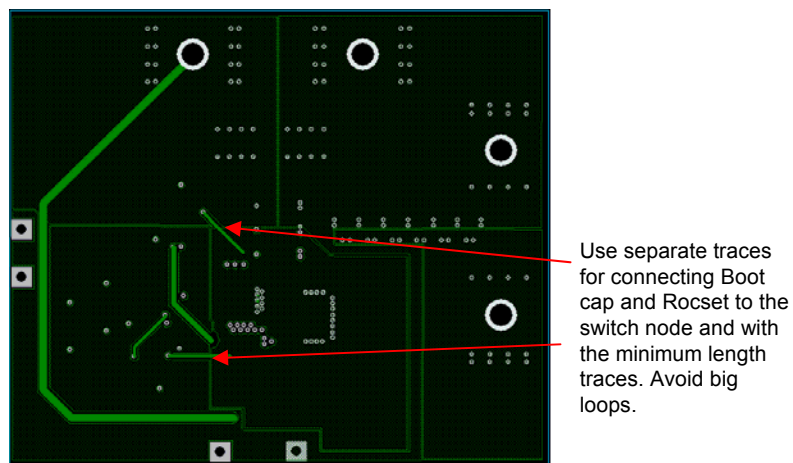 Use separate traces
for connecting Boot
cap and Rocset to the
switch node and with
the minimum length
traces. Avoid big
loops.